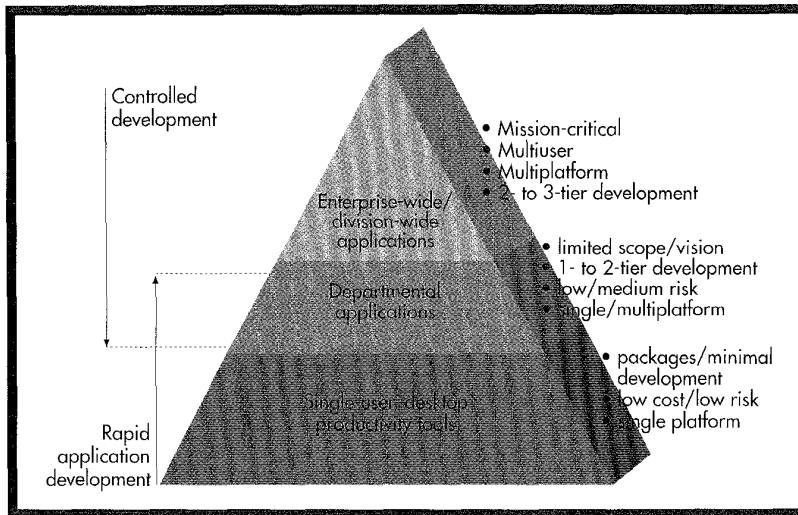 Controlled
development
• Mission-critical
• Multiuser
• Multiplatform
• 2- to 3-tier development
Enterprise-wide/
division-wide
applications
• limited scope/vision
• 1- to 2-tier development
• low/medium risk
• single/multiplatform
Departmental
applications
• packages/minimal
development
• low cost/low risk
• single platform
Single-user, desktop
productivity tools
Rapid
application
development